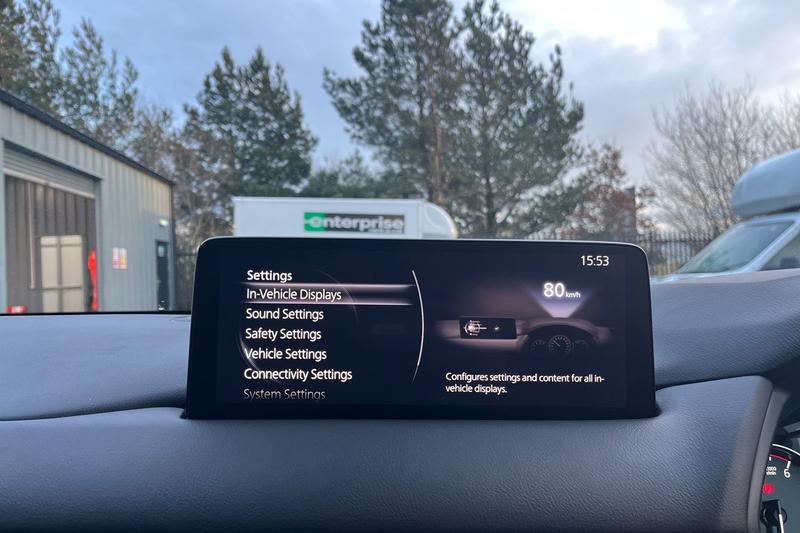 enterprise
15:53
Settings
In-Vehicle Displays
Sound Settings
Safety Settings
Vehicle Settings
Connectivity Settings
System Settings
80 km/h
Configures settings and content for all in-
vehicle displays.
6